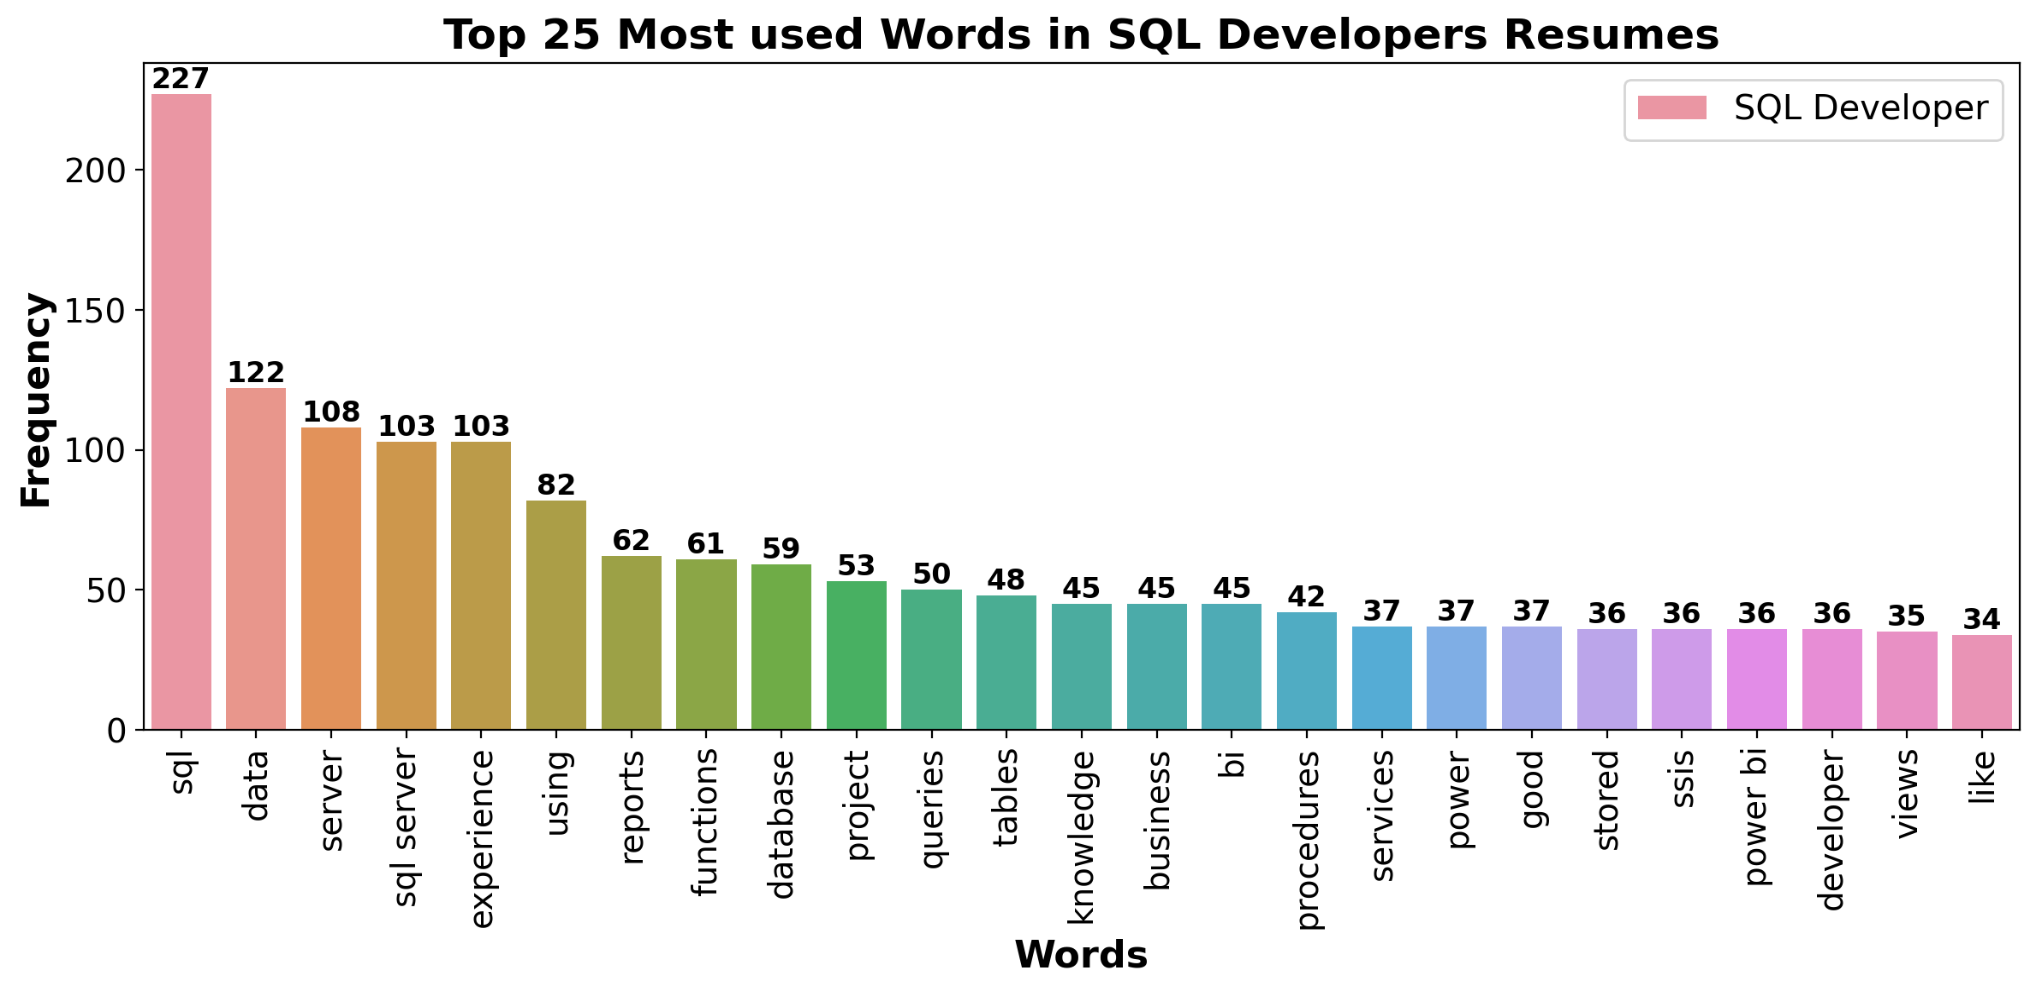 Top 25 Most used Words in SQL Developers Resumes
SQL Developer
Frequency
200
150
100
50
0
227
122
108
103
103
82
62
61
59
53
50
48
45
45
45
42
37
37
37
36
36
36
36
35
34
sql
data
server
sql server
experience
using
reports
functions
database
project
queries
tables
knowledge
business
bi
procedures
services
power
good
stored
ssis
power bi
developer
views
like
Words